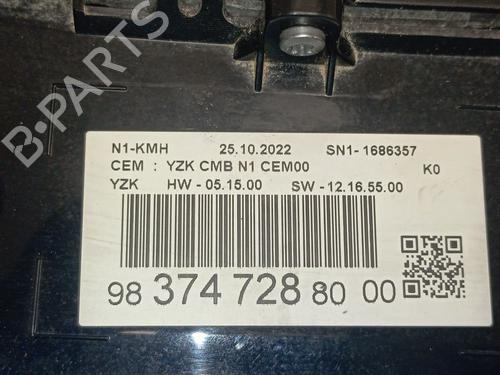 B-PARTS
N1-KMH 25.10.2022 SN1- 1686357
CEM : YZK CMB N1 CEM00 K0
YZK HW - 05.15.00 SW - 12.16.55.00
98 374 728 80 00